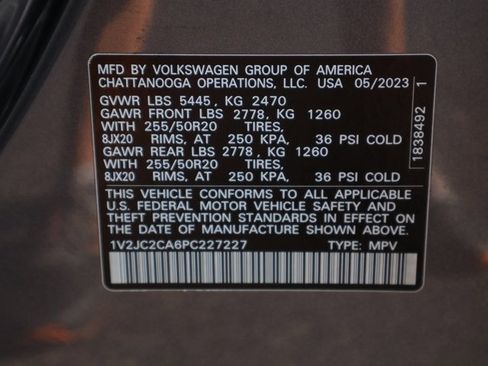 MFD BY VOLKSWAGEN GROUP OF AMERICA
CHATTANOOGA OPERATIONS, LLC. USA 05/2023
GVWR LBS 5445, KG 2470
GAWR FRONT LBS 2778, KG 1260
WITH 255/50R20 TIRES,
8JX20 RIMS, AT 250 KPA, 36 PSI COLD
GAWR REAR LBS 2778, KG 1260
WITH 255/50R20 TIRES,
8JX20 RIMS, AT 250 KPA, 36 PSI COLD
THIS VEHICLE CONFORMS TO ALL APPLICABLE
U.S. FEDERAL MOTOR VEHICLE SAFETY AND
THEFT PREVENTION STANDARDS IN EFFECT ON
THE DATE OF MANUFACTURE SHOWN ABOVE.
1V2JC2CA6PC227227 TYPE: MPV
1838492 1